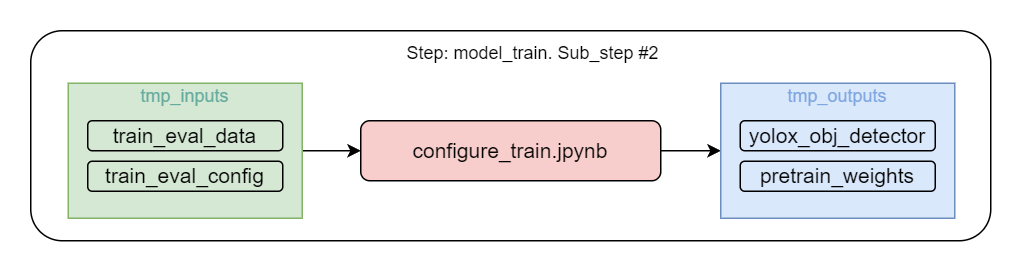 Step: model_train. Sub_step #2
tmp_inputs
train_eval_data
train_eval_config
configure_train.jpynb
tmp_outputs
yolox_obj_detector
pretrain_weights